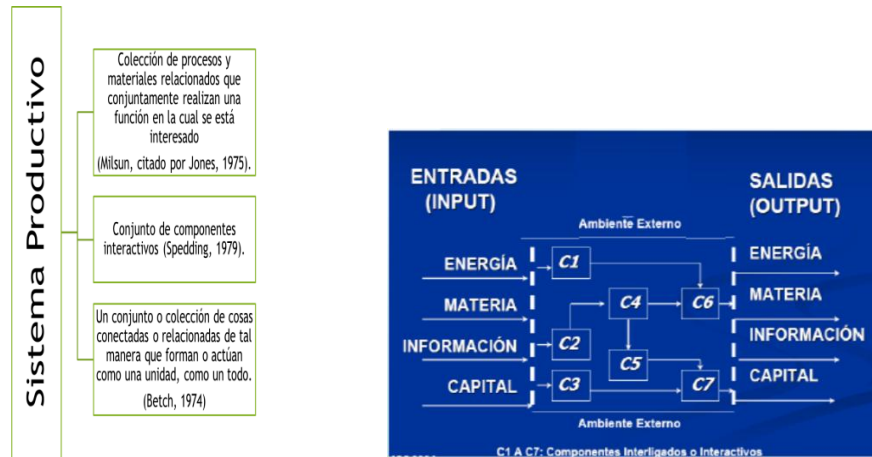 Sistema Productivo
Colección de procesos y
materiales relacionados que
conjuntamente realizan una
función en la cual se está
interesado
(Milsun, citado por Jones, 1975).
Conjunto de componentes
interactivos (Spedding, 1979).
Un conjunto o colección de cosas
conectadas o relacionadas de tal
manera que forman o actúan
como una unidad, como un todo.
(Betch, 1974)
ENTRADAS
(INPUT)
SALIDAS
(OUTPUT)
Ambiente Externo
ENERGÍA
MATERIA
INFORMACIÓN
CAPITAL
C1
C2
C3
C4
C5
C6
C7
ENERGÍA
MATERIA
INFORMACIÓN
CAPITAL
Ambiente Externo
C1 A C7: Componentes Interligados o Interactivos